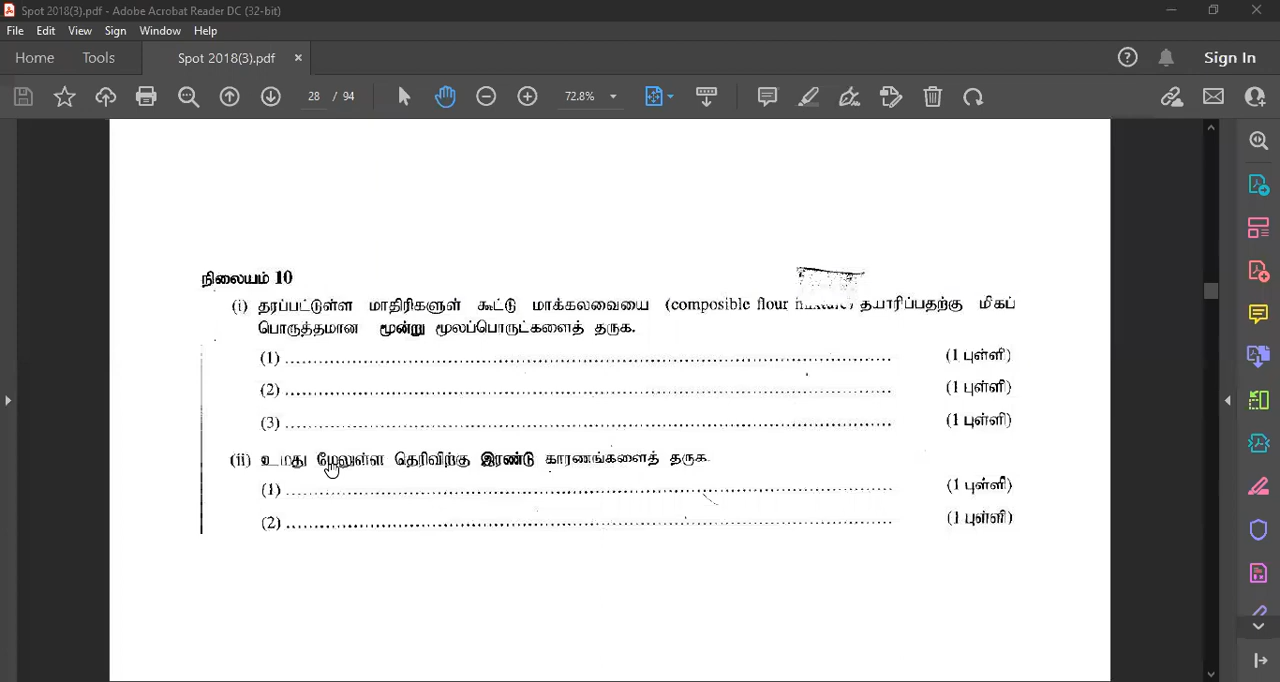 Spot 2018(3).pdf - Adobe Acrobat Reader DC (32-bit)
File Edit View Sign Window Help
Home Tools Spot 2018(3).pdf × Sign In
28 / 94 72.8%
நிலையம் 10
(i) தரப்பட்டுள்ள மாதிரிகளுள் கூட்டு மாக்கலவையை (composible flour தயாரிப்பதற்கு மிகப்
பொருத்தமான மூன்று மூலப்பொருட்களைத் தருக.
(1) .......... (1 புள்ளி)
(2) .......... (1 புள்ளி)
(3) .......... (1 புள்ளி)
(ii) உமது மேலுள்ள தெரிவிற்கு இரண்டு காரணங்களைத் தருக.
(1) .......... (1 புள்ளி)
(2) .......... (1 புள்ளி)